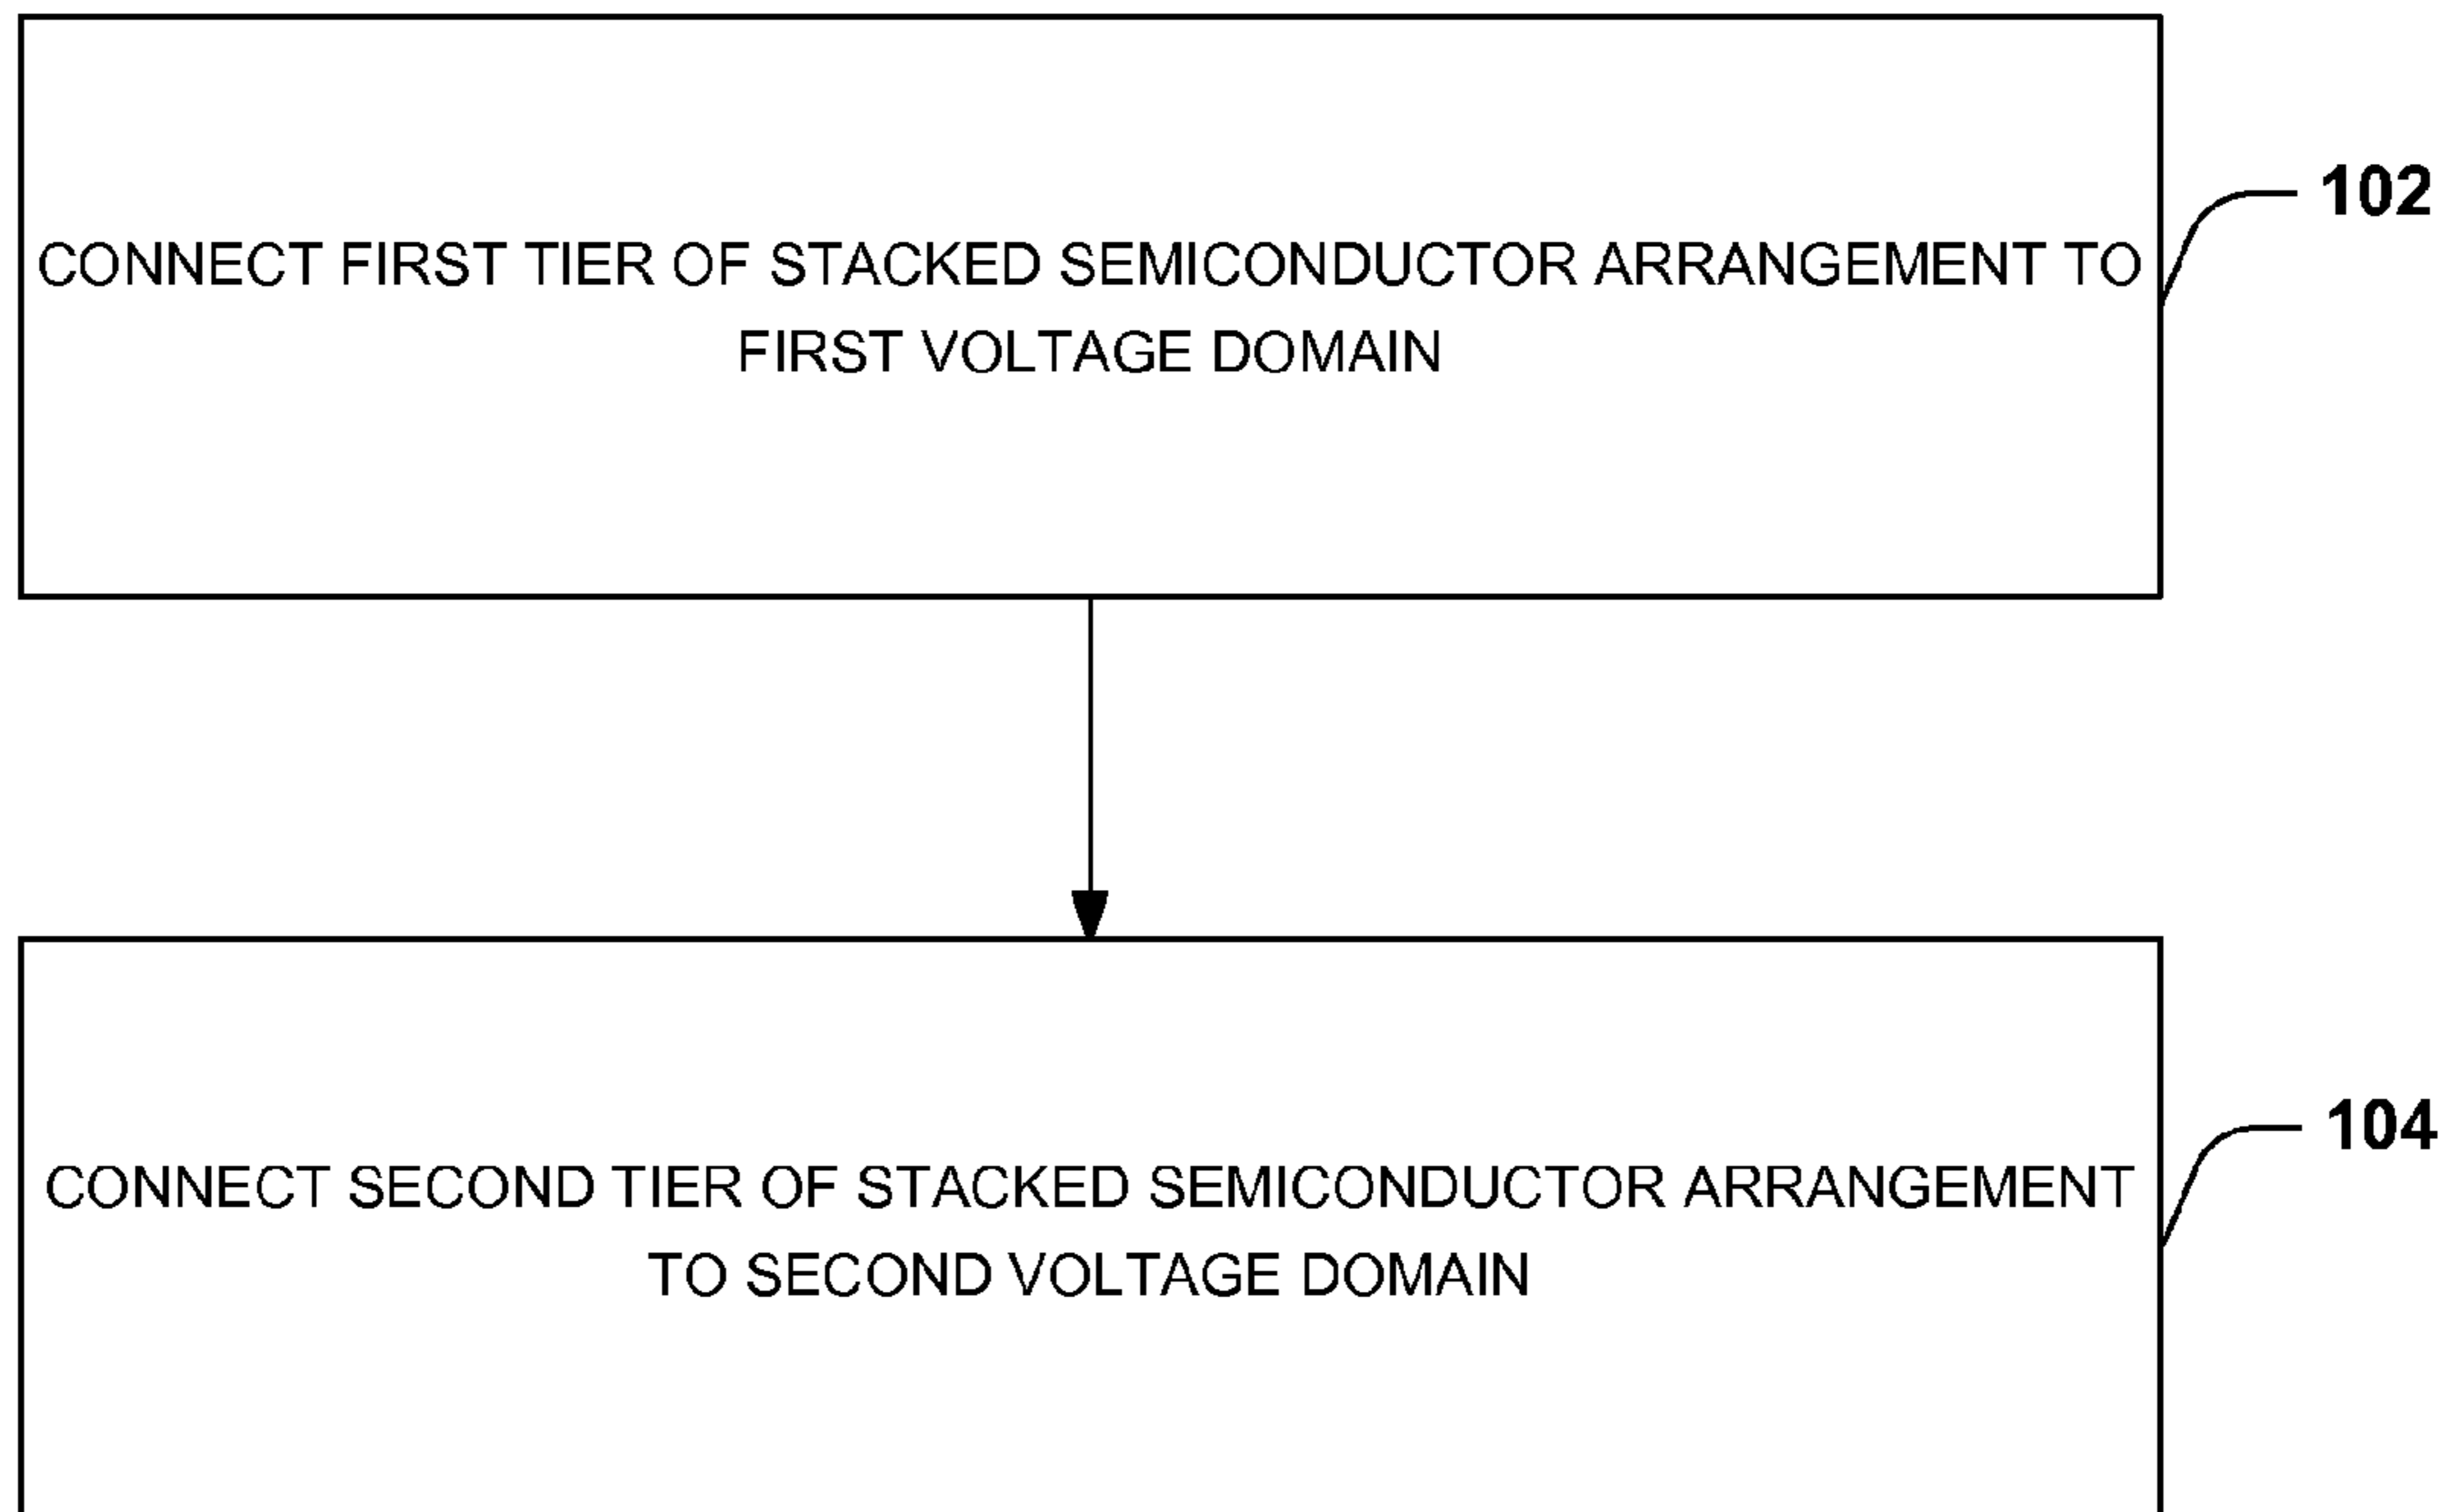 102
CONNECT FIRST TIER OF STACKED SEMICONDUCTOR ARRANGEMENT TO
FIRST VOLTAGE DOMAIN
104
CONNECT SECOND TIER OF STACKED SEMICONDUCTOR ARRANGEMENT
TO SECOND VOLTAGE DOMAIN